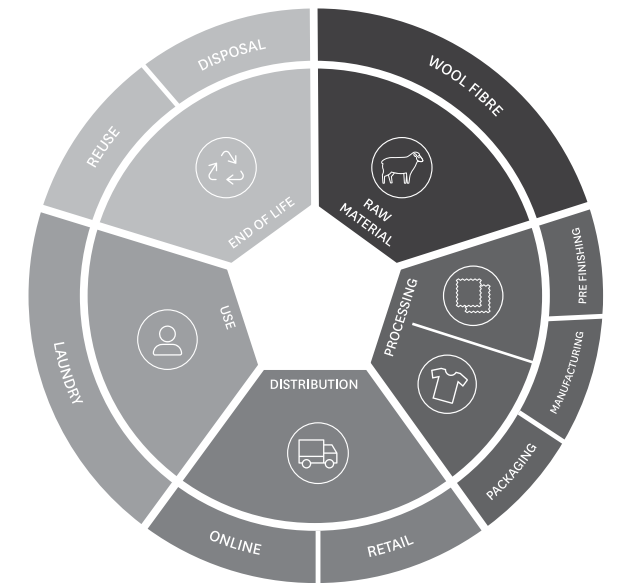 WOOL FIBRE
RAW
MATERIAL
PRE FINISHING
PROCESSING
MANUFACTURING
PACKAGING
DISTRIBUTION
RETAIL
ONLINE
USE
LAUNDRY
END OF LIFE
REUSE
DISPOSAL